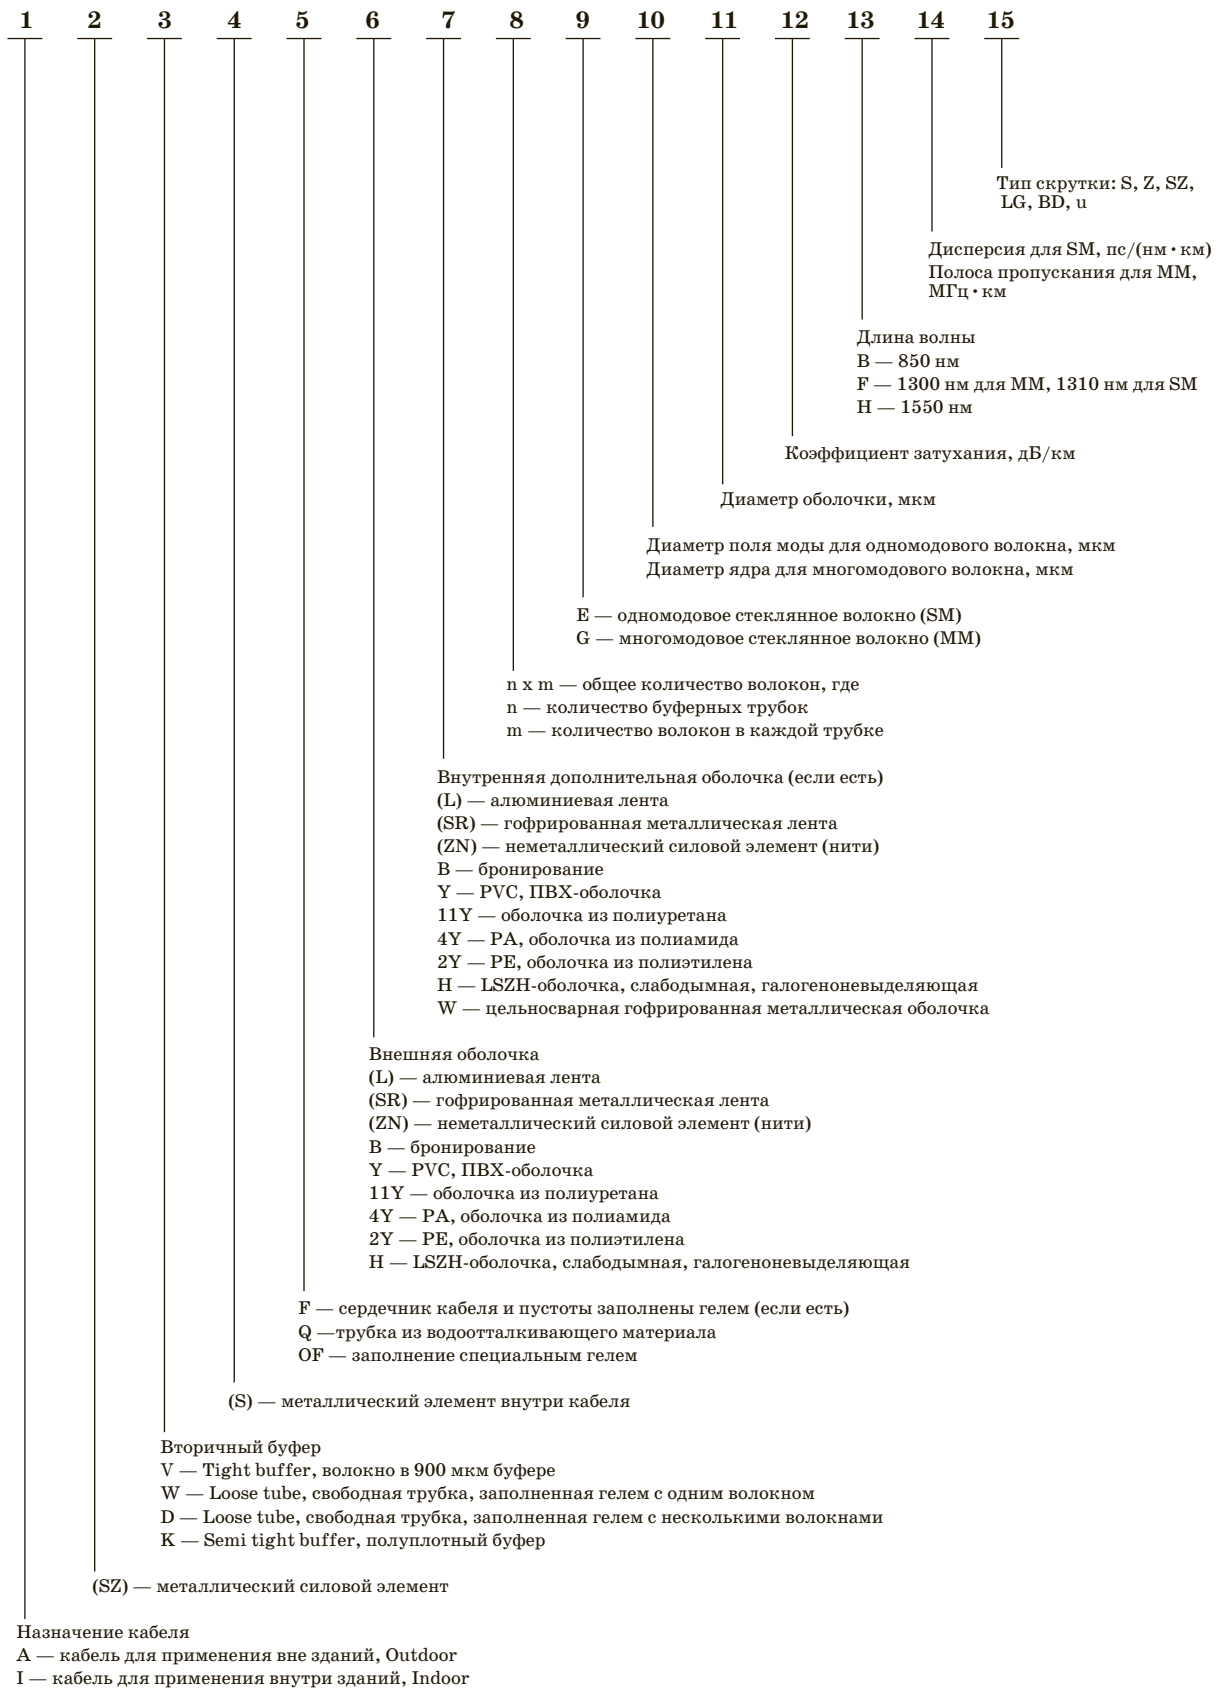 1 2 3 4 5 6 7 8 9 10 11 12 13 14 15
Тип скрутки: S, Z, SZ,
LG, BD, u
Дисперсия для SM, пс/(нм · км)
Полоса пропускания для ММ,
МГц · км
Длина волны
B — 850 нм
F — 1300 нм для ММ, 1310 нм для SM
H — 1550 нм
Коэффициент затухания, дБ/км
Диаметр оболочки, мкм
Диаметр поля моды для одномодового волокна, мкм
Диаметр ядра для многомодового волокна, мкм
E — одномодовое стеклянное волокно (SM)
G — многомодовое стеклянное волокно (ММ)
n x m — общее количество волокон, где
n — количество буферных трубок
m — количество волокон в каждой трубке
Внутренняя дополнительная оболочка (если есть)
(L) — алюминиевая лента
(SR) — гофрированная металлическая лента
(ZN) — неметаллический силовой элемент (нити)
B — бронирование
Y — PVC, ПВХ-оболочка
11Y — оболочка из полиуретана
4Y — PA, оболочка из полиамида
2Y — PE, оболочка из полиэтилена
H — LSZH-оболочка, слабодымная, галогеноневыделяющая
W — цельносварная гофрированная металлическая оболочка
Внешняя оболочка
(L) — алюминиевая лента
(SR) — гофрированная металлическая лента
(ZN) — неметаллический силовой элемент (нити)
B — бронирование
Y — PVC, ПВХ-оболочка
11Y — оболочка из полиуретана
4Y — PA, оболочка из полиамида
2Y — PE, оболочка из полиэтилена
H — LSZH-оболочка, слабодымная, галогеноневыделяющая
F — сердечник кабеля и пустоты заполнены гелем (если есть)
Q —трубка из водоотталкивающего материала
OF — заполнение специальным гелем
(S) — металлический элемент внутри кабеля
Вторичный буфер
V — Tight buffer, волокно в 900 мкм буфере
W — Loose tube, свободная трубка, заполненная гелем с одним волокном
D — Loose tube, свободная трубка, заполненная гелем с несколькими волокнами
K — Semi tight buffer, полуплотный буфер
(SZ) — металлический силовой элемент
Назначение кабеля
A — кабель для применения вне зданий, Outdoor
I — кабель для применения внутри зданий, Indoor